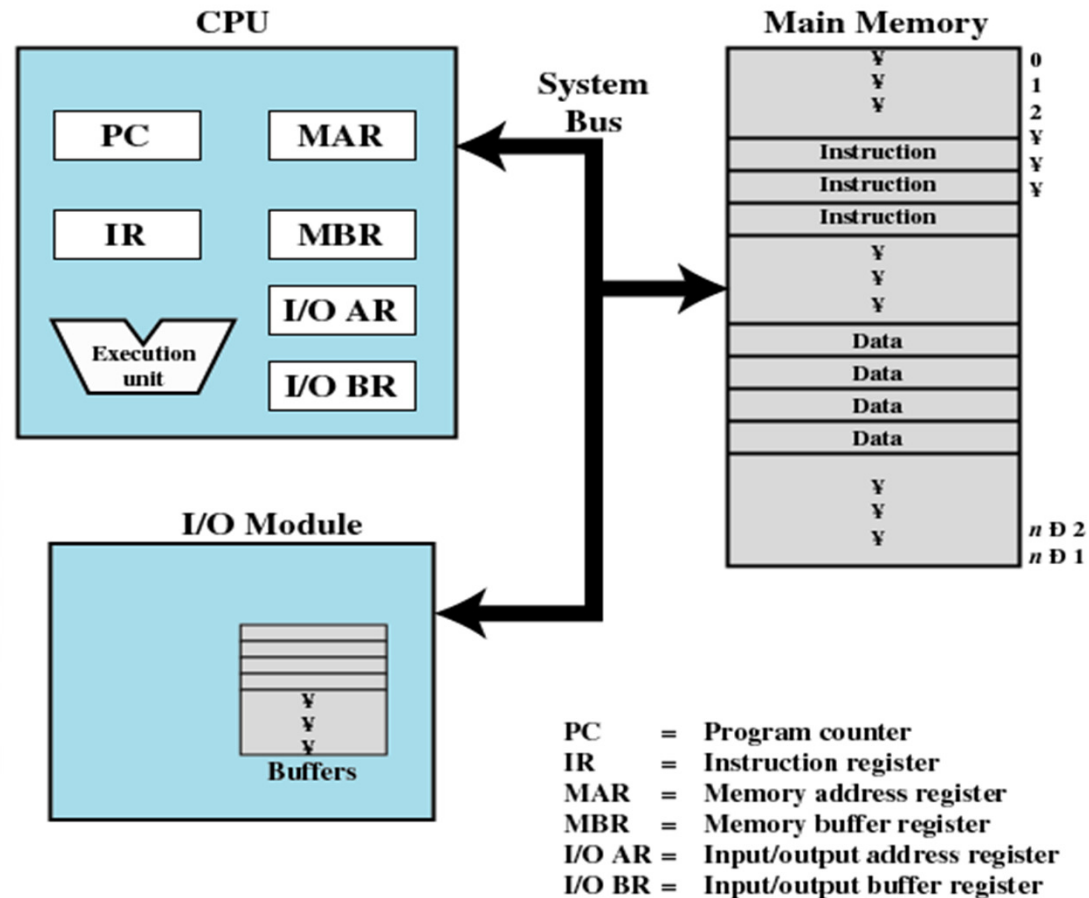 CPU
PC
MAR
IR
MBR
I/O AR
I/O BR
Execution
unit
System
Bus
Main Memory
¥
¥
¥
Instruction
Instruction
Instruction
¥
¥
¥
Data
Data
Data
Data
¥
¥
¥
0
1
2
¥
¥
¥
n Ð 2
n Ð 1
I/O Module
¥
¥
¥
Buffers
PC = Program counter
IR = Instruction register
MAR = Memory address register
MBR = Memory buffer register
I/O AR = Input/output address register
I/O BR = Input/output buffer register